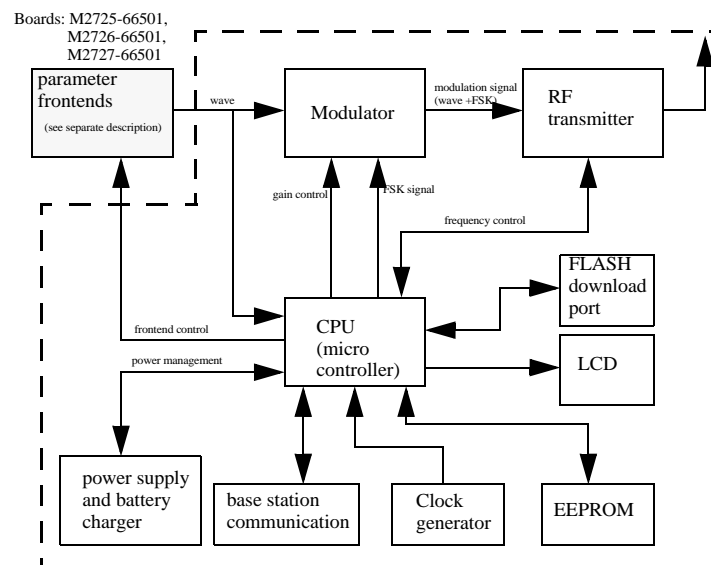 Boards: M2725-66501,
M2726-66501,
M2727-66501
parameter
frontends
(see separate description)
wave
Modulator
modulation signal
(wave +FSK)
RF
transmitter
gain control
FSK signal
frequency control
FLASH
download
port
CPU
(micro
controller)
frontend control
power management
LCD
power supply
and battery
charger
base station
communication
Clock
generator
EEPROM